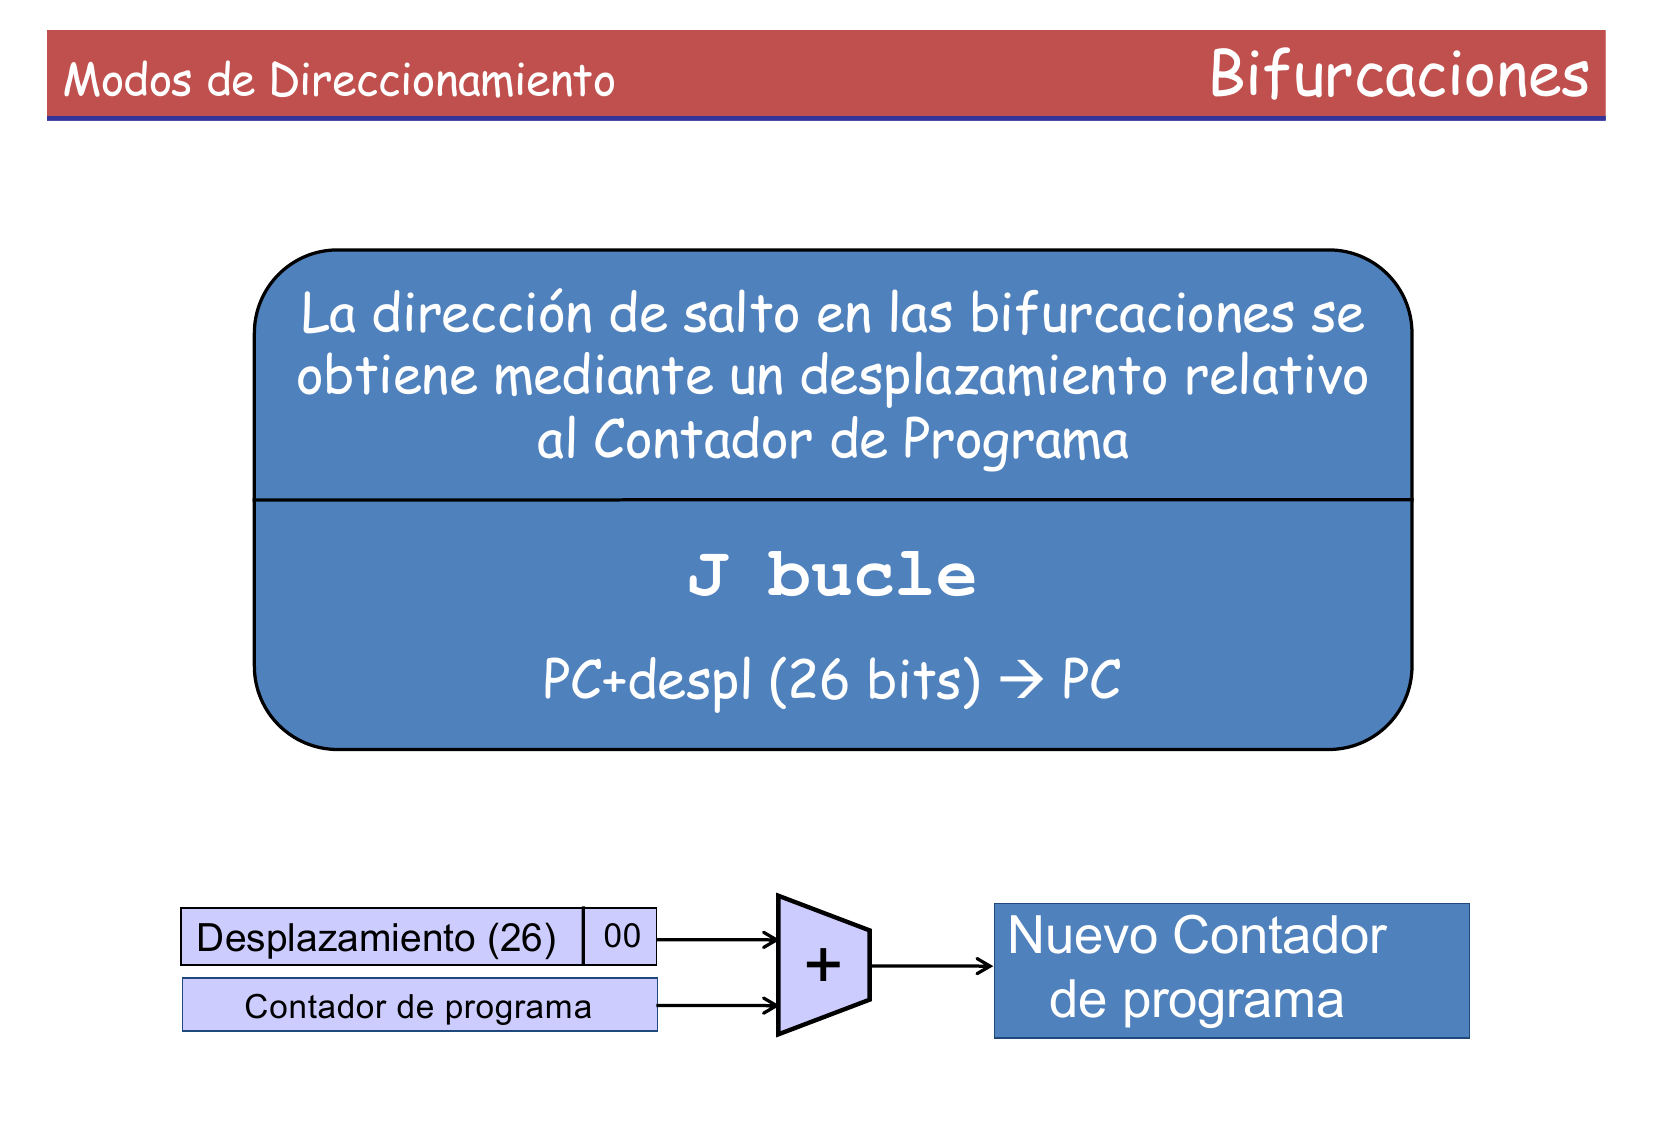 Modos de Direccionamiento
Bifurcaciones
La dirección de salto en las bifurcaciones se
obtiene mediante un desplazamiento relativo
al Contador de Programa
J bucle
PC+despl (26 bits) → PC
Desplazamiento (26) 00
Contador de programa
+
Nuevo Contador
de programa